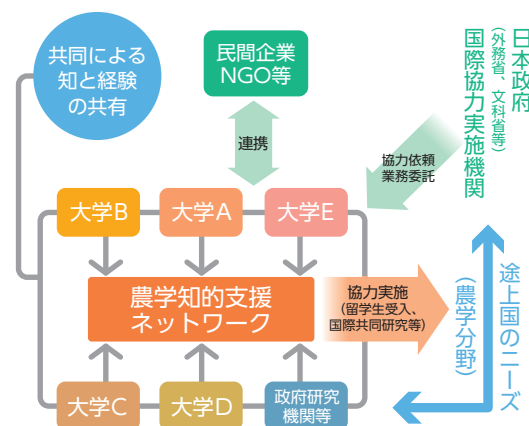 共同による
知と経験
の共有
民間企業
NGO等
連携
日本政府
(外務省、文科省等)
国際協力実施機関
協力依頼
業務委託
大学B
大学A
大学E
農学知的支援
ネットワーク
協力実施
(留学生受入、
国際共同研究等)
途上国のニーズ
(農学分野)
大学C
大学D
政府研究
機関等